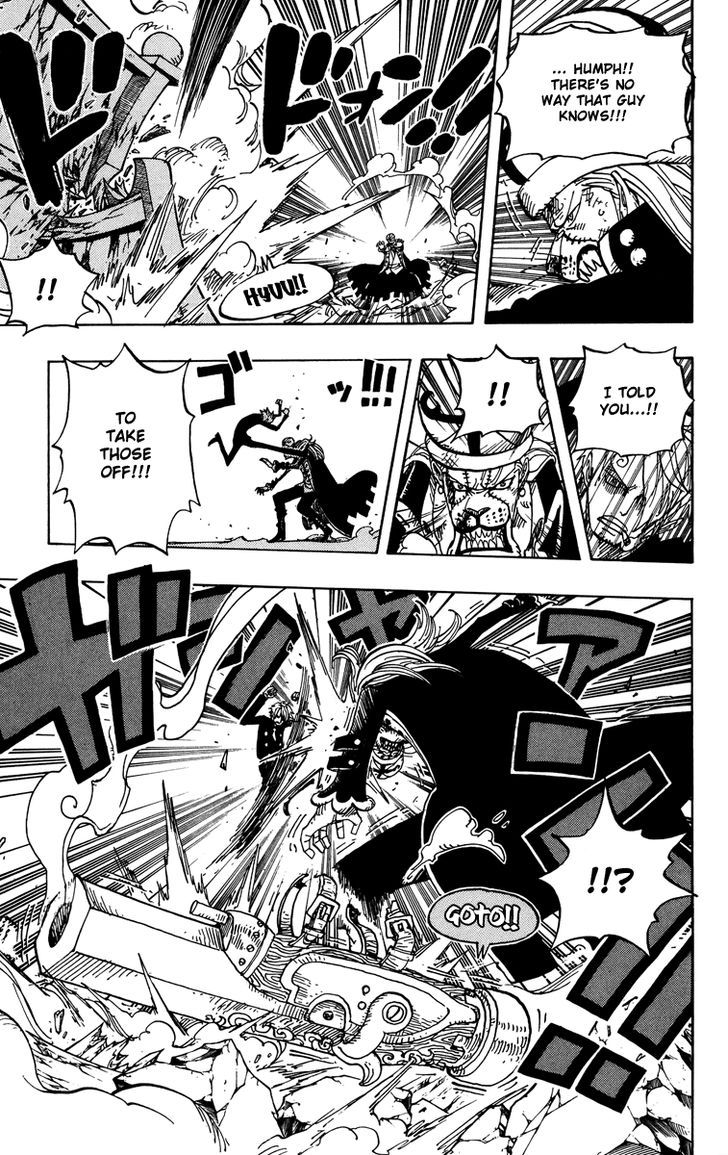 ... HUMPH!!
THERE'S NO
WAY THAT GUY
KNOWS!!!
ドドォン!!
HYUU!!
!!
I TOLD
YOU...!!
!!
ゴッ!!!
TO
TAKE
THOSE
OFF!!!
!!?
GOTO!!